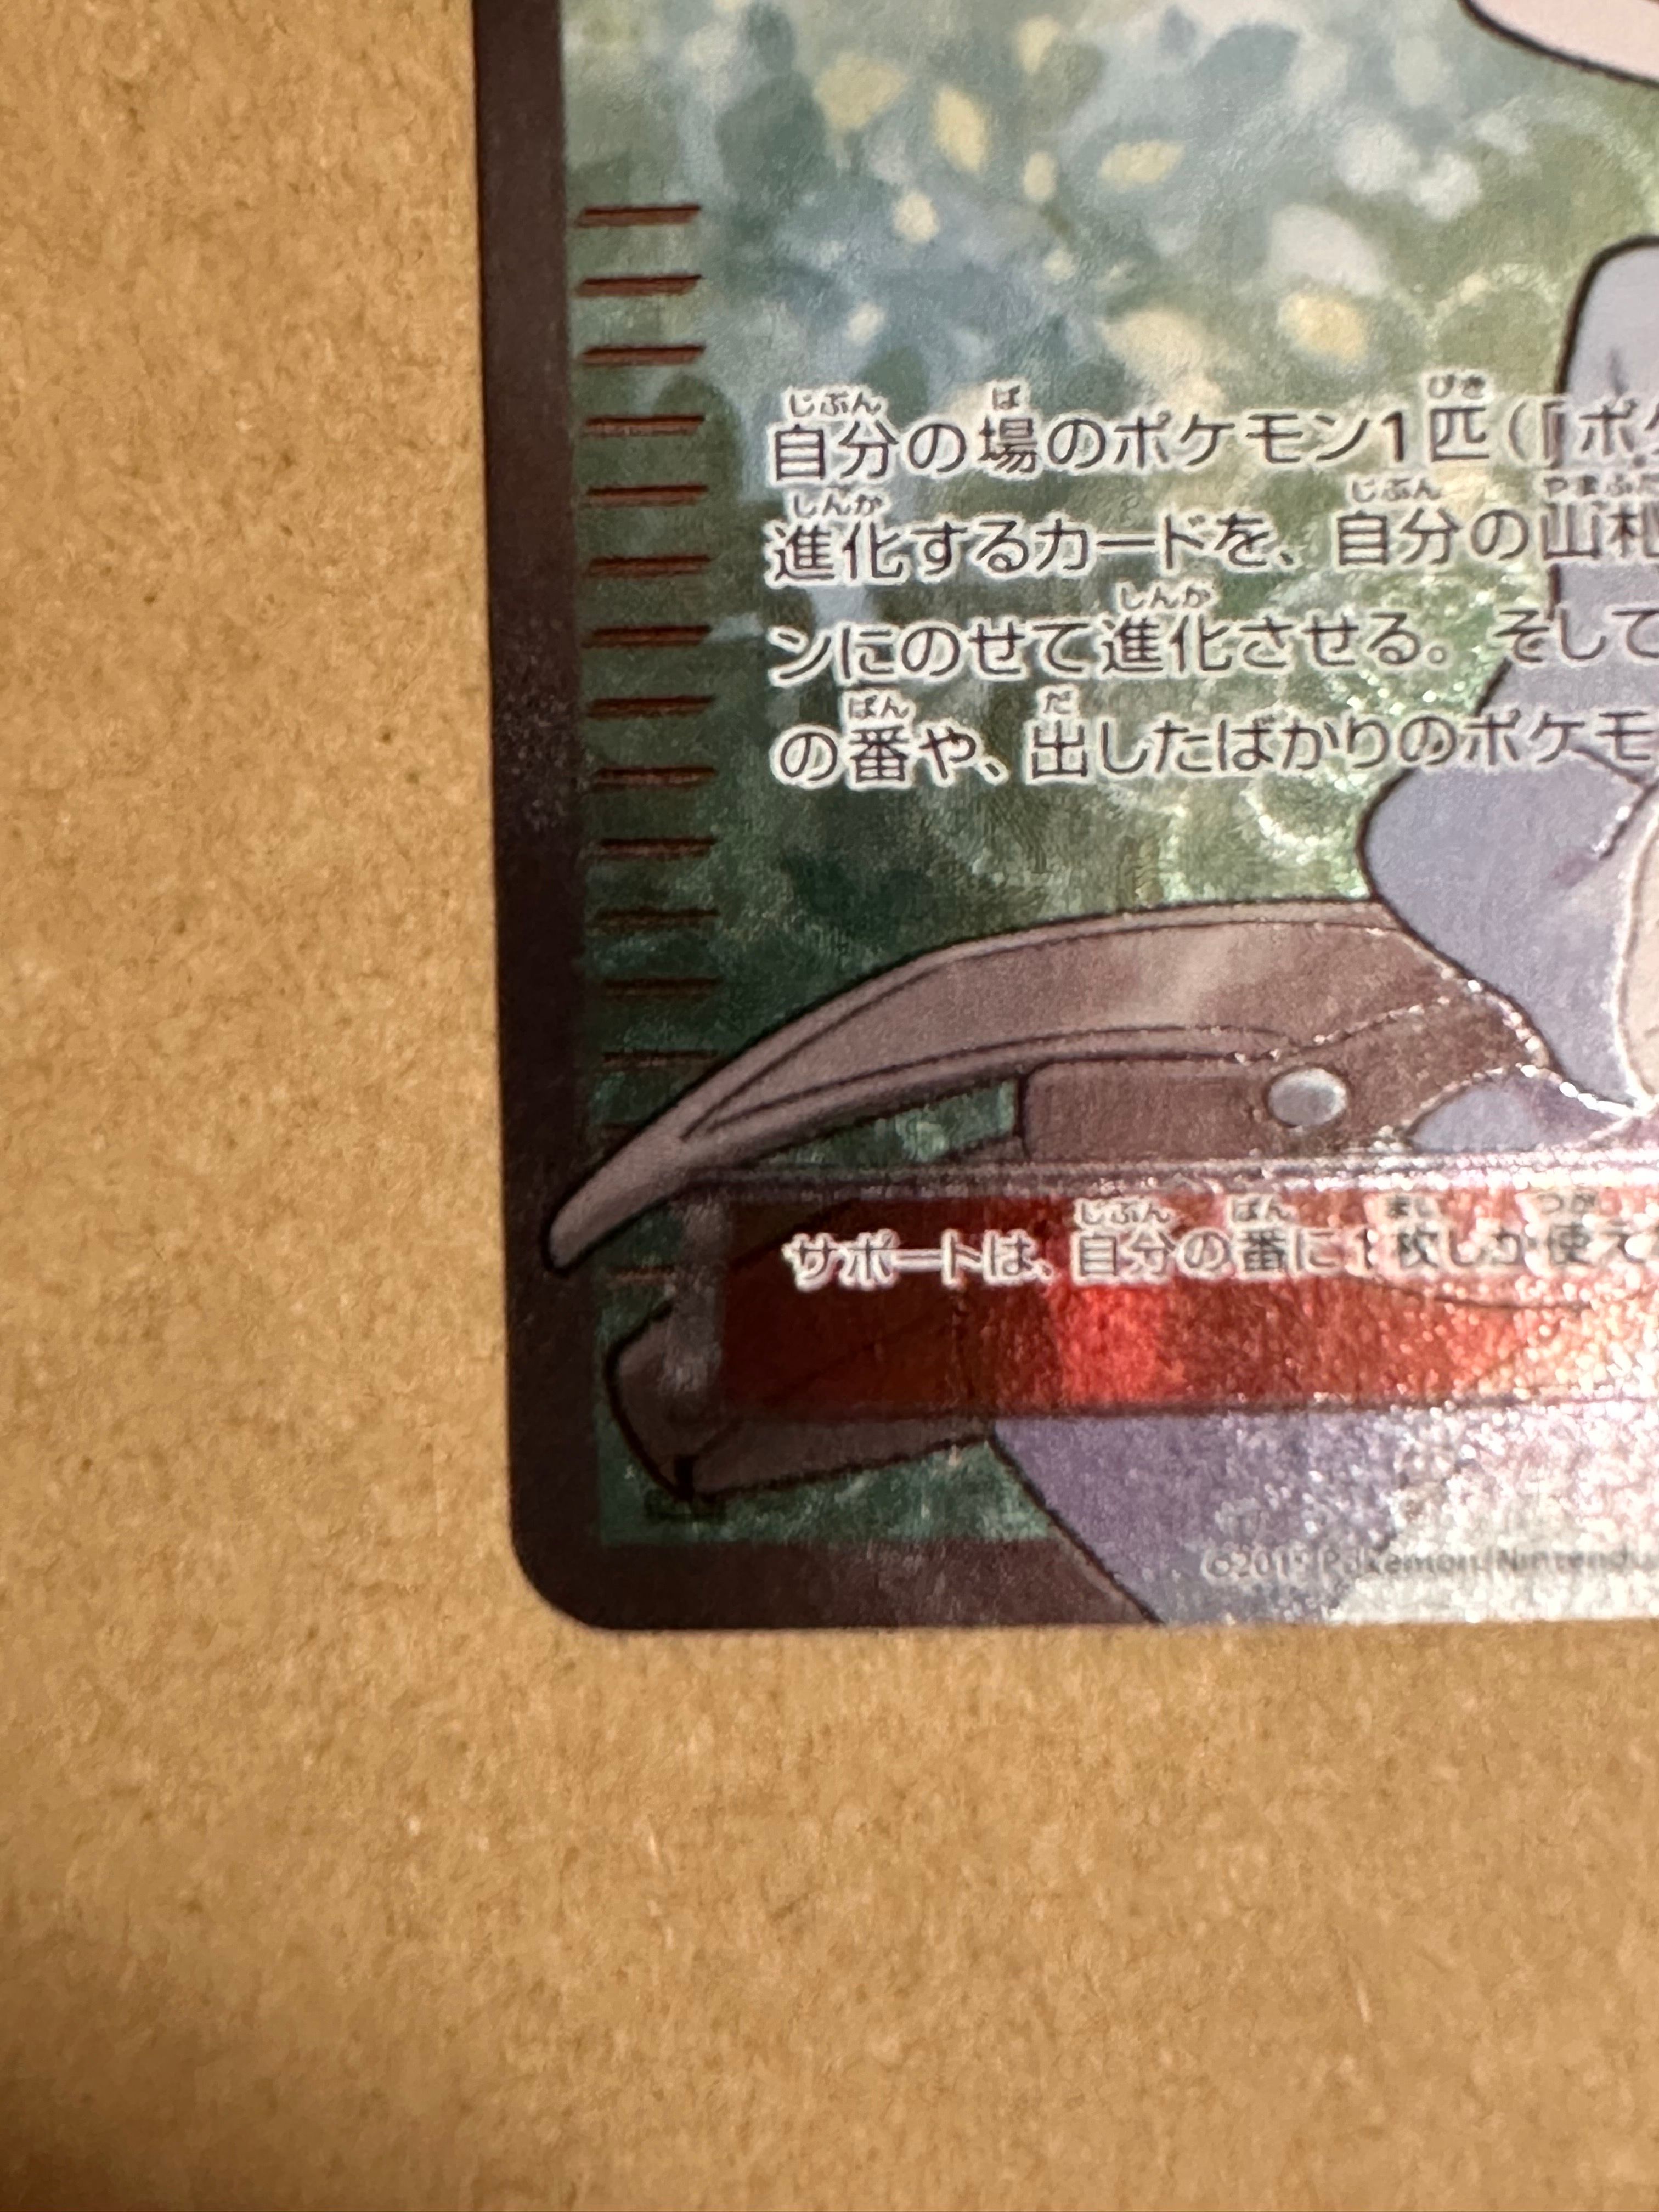 自分の場のポケモン1匹(『ポケ
進化するカードを、自分の山札
ンにのせて進化させる。そして
の番や、出したばかりのポケモ
サポートは、自分の番に1枚しか使え
©2015 Pokémon/Nintendo